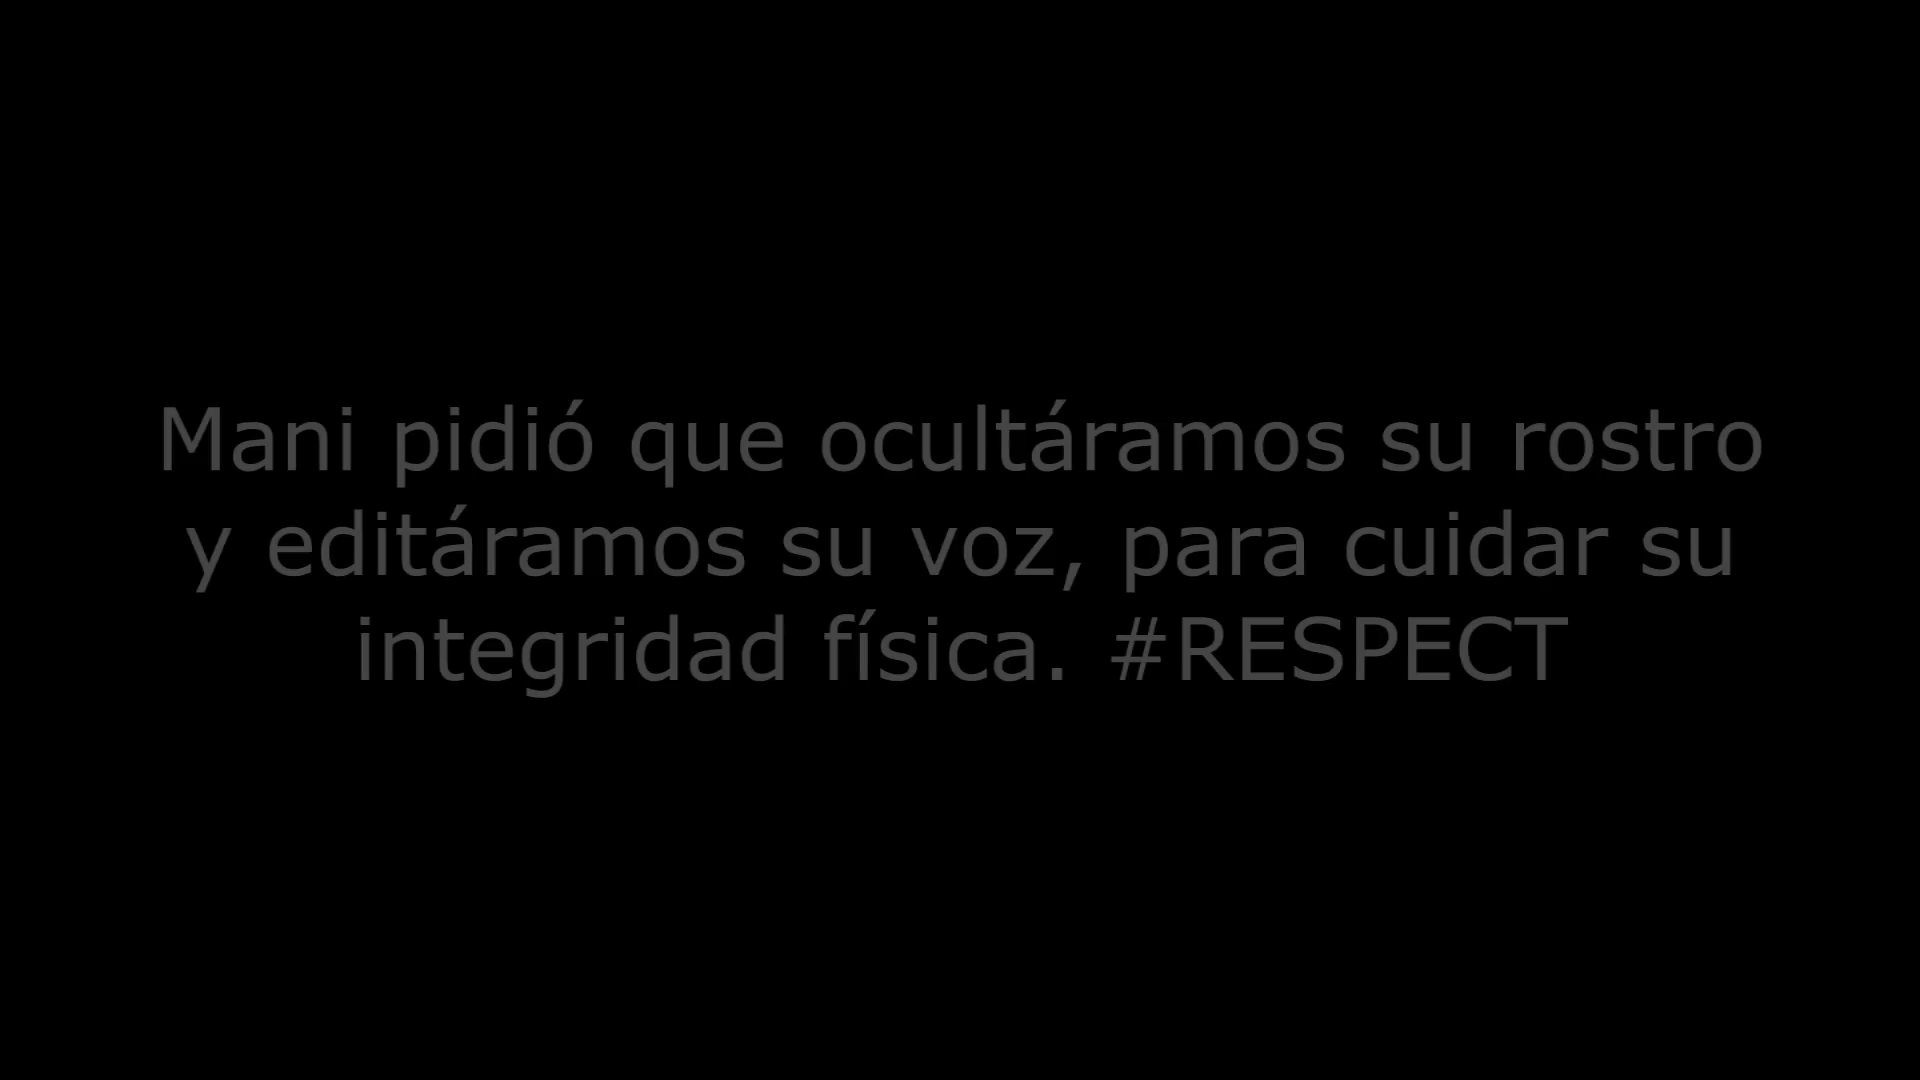 Mani pidió que ocultáramos su rostro
y editáramos su voz, para cuidar su
integridad física. #RESPECT